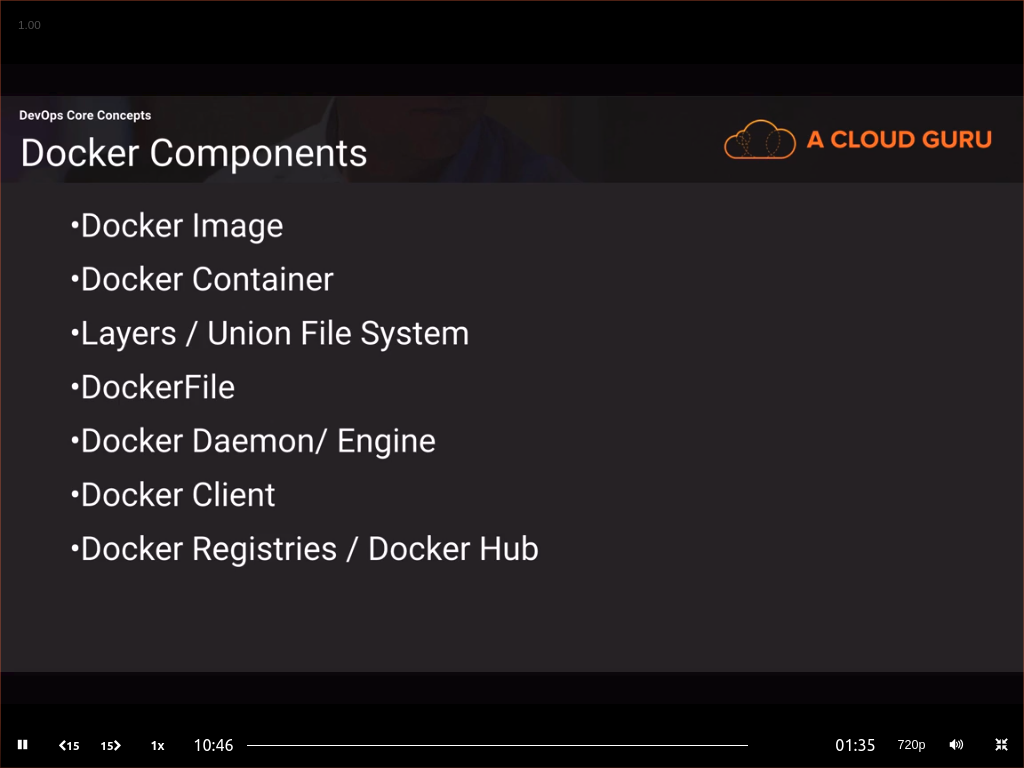 1.00
DevOps Core Concepts
Docker Components
A CLOUD GURU
•Docker Image
•Docker Container
•Layers / Union File System
•DockerFile
•Docker Daemon/ Engine
•Docker Client
•Docker Registries / Docker Hub
15 15 1x 10:46 01:35 720p